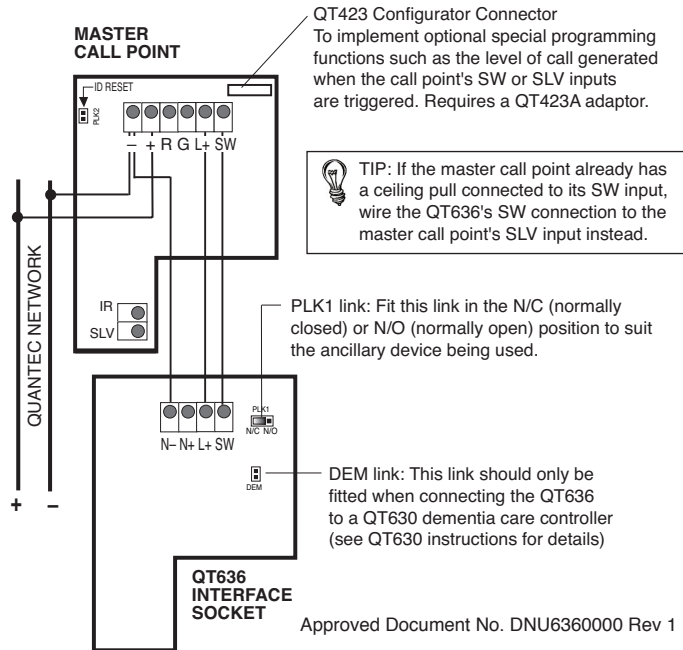 MASTER
CALL POINT
QT423 Configurator Connector
To implement optional special programming
functions such as the level of call generated
when the call point's SW or SLV inputs
are triggered. Requires a QT423A adaptor.
ID RESET
PLK2
– + R G L+ SW
TIP: If the master call point already has
a ceiling pull connected to its SW input,
wire the QT636's SW connection to the
master call point's SLV input instead.
QUANTEC NETWORK
IR
SLV
PLK1 link: Fit this link in the N/C (normally
closed) or N/O (normally open) position to suit
the ancillary device being used.
PLK1
N/C N/O
N– N+ L+ SW
DEM
DEM link: This link should only be
fitted when connecting the QT636
to a QT630 dementia care controller
(see QT630 instructions for details)
+ –
QT636
INTERFACE
SOCKET
Approved Document No. DNU6360000 Rev 1